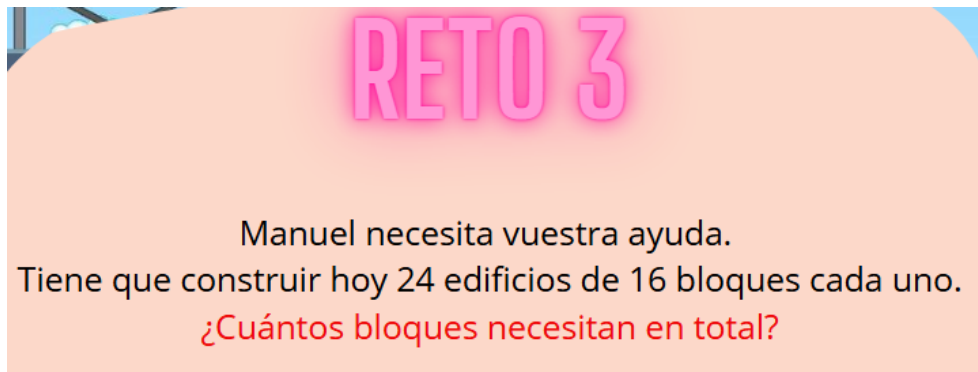 RETO 3
Manuel necesita vuestra ayuda.
Tiene que construir hoy 24 edificios de 16 bloques cada uno.
¿Cuántos bloques necesitan en total?